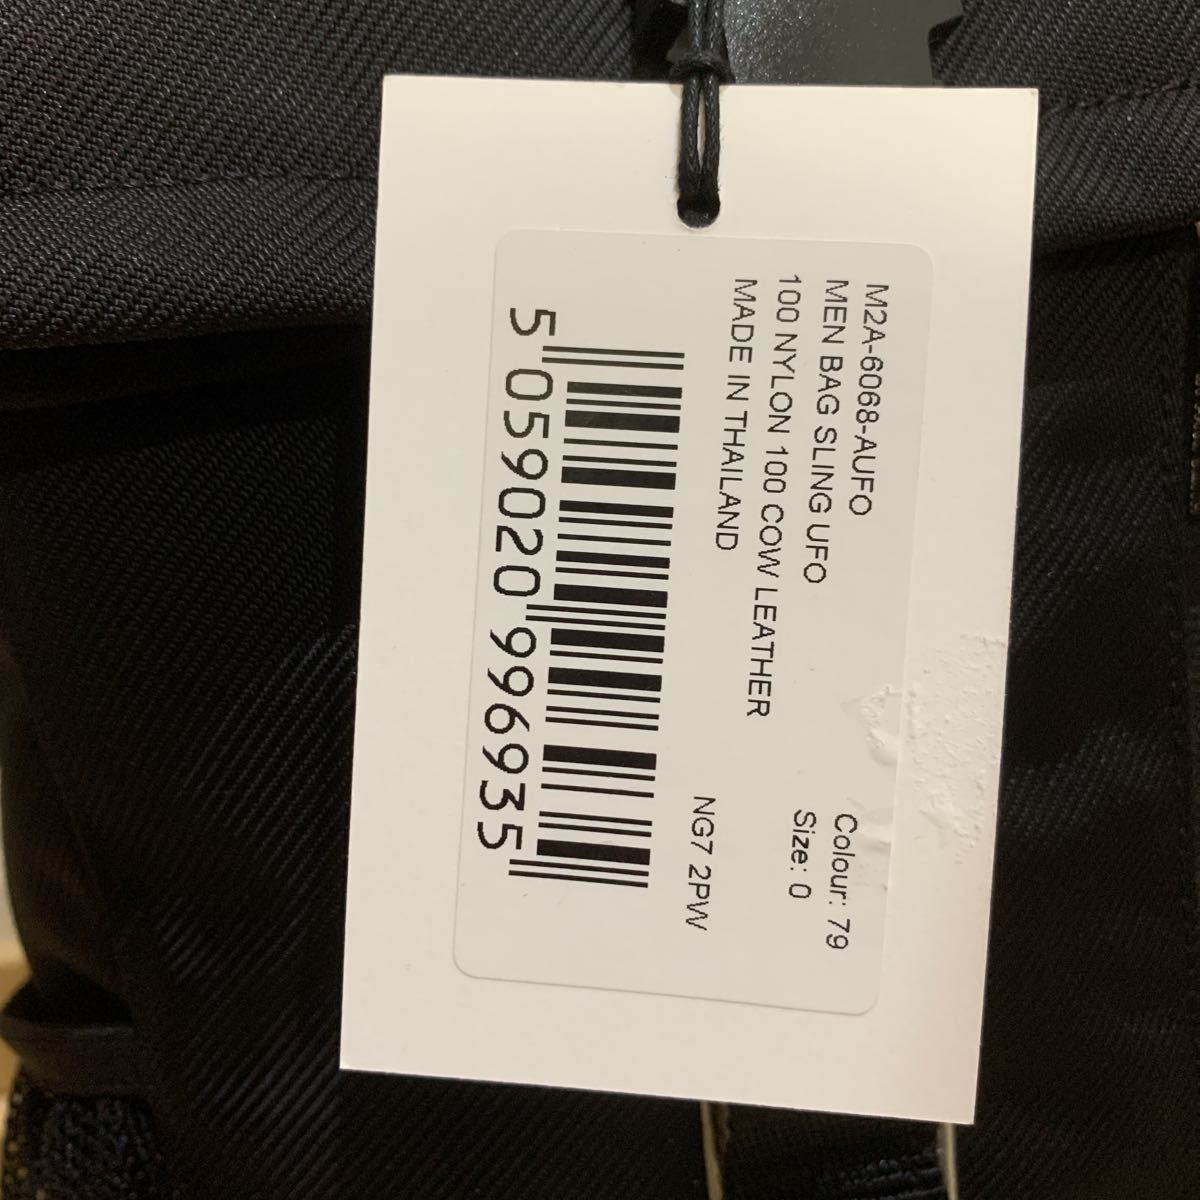 M2A-6068-AUFO
MEN BAG SLING UFO
100 NYLON 100 COW LEATHER
MADE IN THAILAND
Colour: 79
Size: 0
NG7 2PW
5 059020 996935